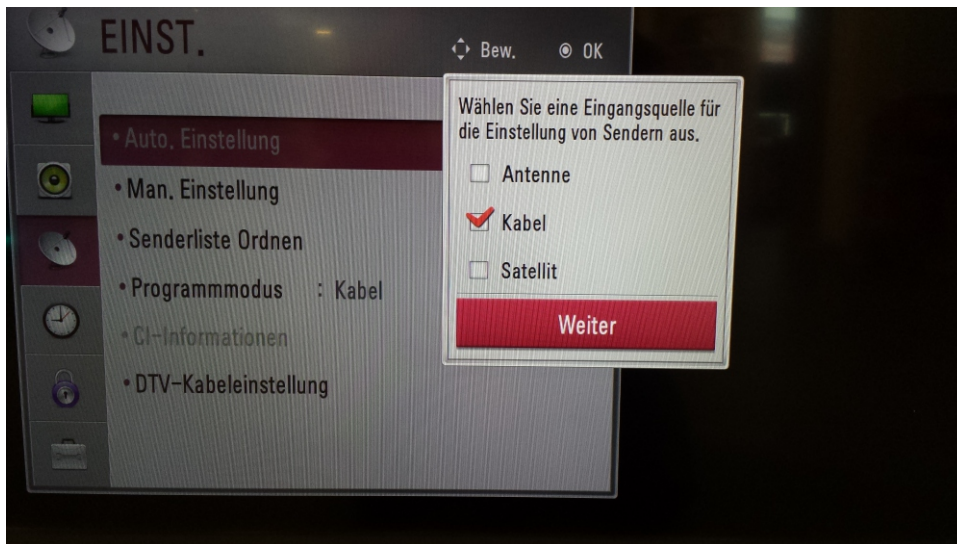 EINST.
Bew.
OK
• Auto. Einstellung
• Man. Einstellung
• Senderliste Ordnen
• Programmmodus : Kabel
• CI-Informationen
• DTV-Kabeleinstellung
Wählen Sie eine Eingangsquelle für
die Einstellung von Sendern aus.
Antenne
Kabel
Satellit
Weiter